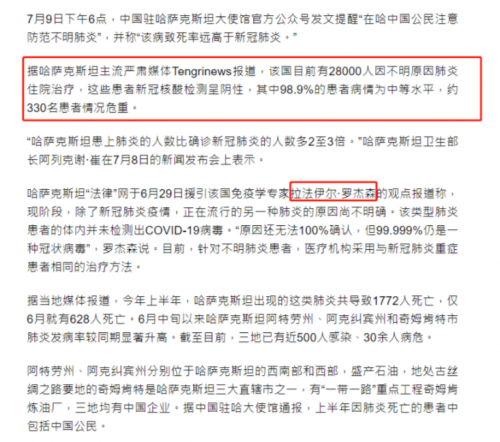 7月9日下午6点，中国驻哈萨克斯坦大使馆官方公众号发文提醒“在哈中国公民注意
防范不明肺炎”，并称“该病致死率远高于新冠肺炎。”
据哈萨克斯坦主流严肃媒体Tengrinews报道，该国目前有28000人因不明原因肺炎
住院治疗，这些患者新冠核酸检测呈阴性，其中98.9%的患者病情为中等水平，约
330名患者情况危重。
“哈萨克斯坦患上肺炎的人数比确诊新冠肺炎的人数多2至3倍。”哈萨克斯坦卫生部
长阿列克谢·崔在7月8日的新闻发布会上表示。
哈萨克斯坦“法律”网于6月29日援引该国免疫学专家拉法伊尔·罗杰森的观点报道称，
现阶段，除了新冠肺炎疫情，正在流行的另一种肺炎的原因尚不明确。该类型肺炎
患者的体内并未检测出COVID-19病毒。“原因还无法100%确认，但99.999%仍是一
种冠状病毒”，罗杰森说。目前，针对不明肺炎患者，医疗机构采用与新冠肺炎重症
患者相同的治疗方法。
据当地媒体报道，今年上半年，哈萨克斯坦出现的这类肺炎共导致1772人死亡，仅
6月就有628人死亡。6月中旬以来哈萨克斯坦阿特劳州、阿克纠宾州和奇姆肯特市
肺炎发病率较同期显著升高。截至目前，三地已有近500人感染、30余人病危。
阿特劳州、阿克纠宾州分别位于哈萨克斯坦的西南部和西部，盛产石油，地处古丝
绸之路要地的奇姆肯特是哈萨克斯坦三大直辖市之一，有“一带一路”重点工程奇姆肯
炼油厂，三地均有中国企业。据中国驻哈大使馆通报，上半年因肺炎死亡的患者中
包括中国公民。